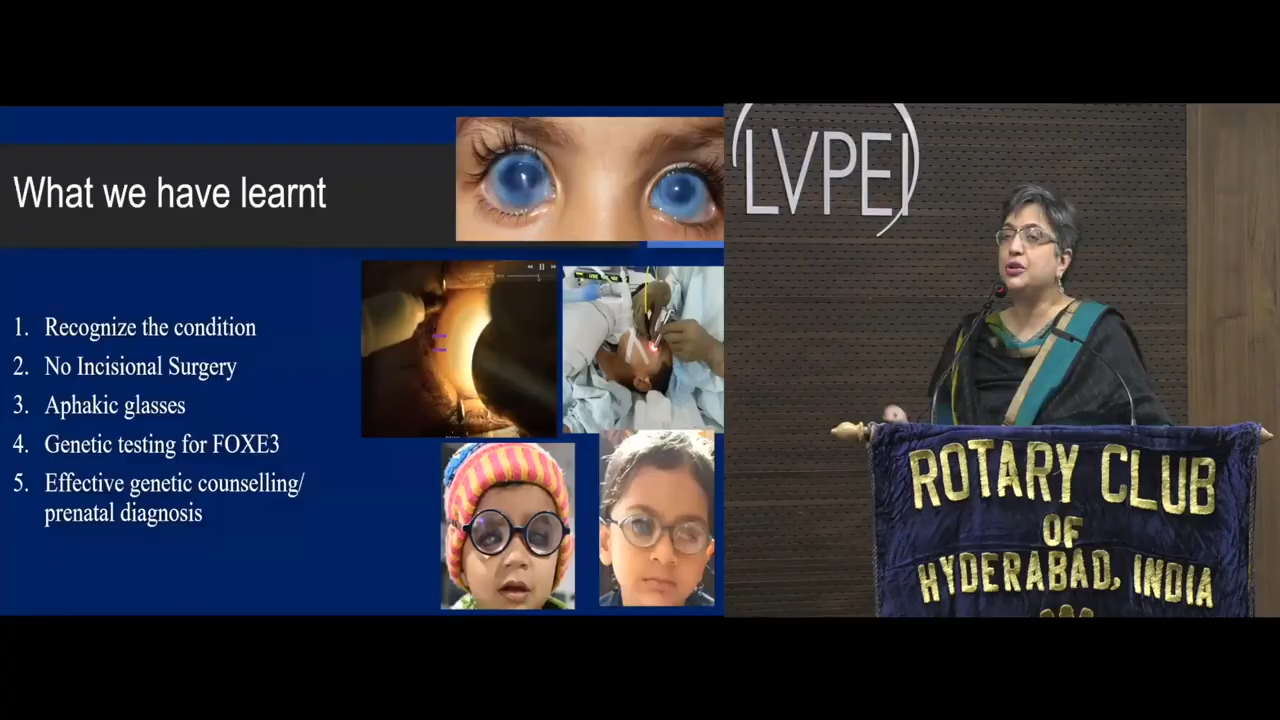 What we have learnt
1. Recognize the condition
2. No Incisional Surgery
3. Aphakic glasses
4. Genetic testing for FOXE3
5. Effective genetic counselling/
prenatal diagnosis
LVPEI
ROTARY CLUB
OF
HYDERABAD, INDIA